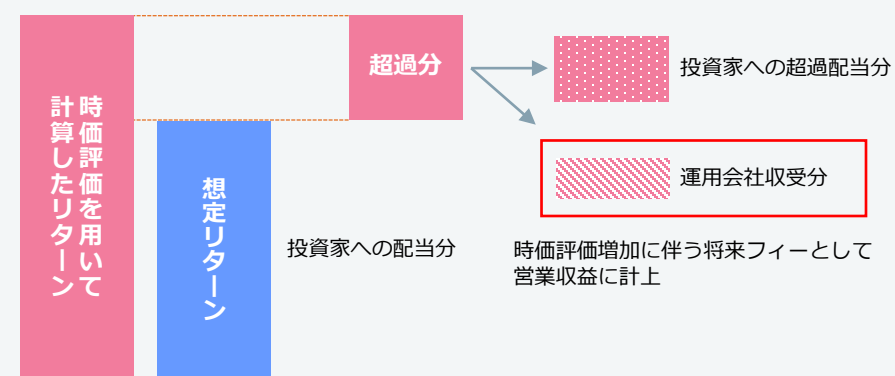 時価評価を用いて
計算したリターン
想定リターン
投資家への配当分
超過分
投資家への超過配当分
運用会社収受分
時価評価増加に伴う将来フィーとして
営業収益に計上